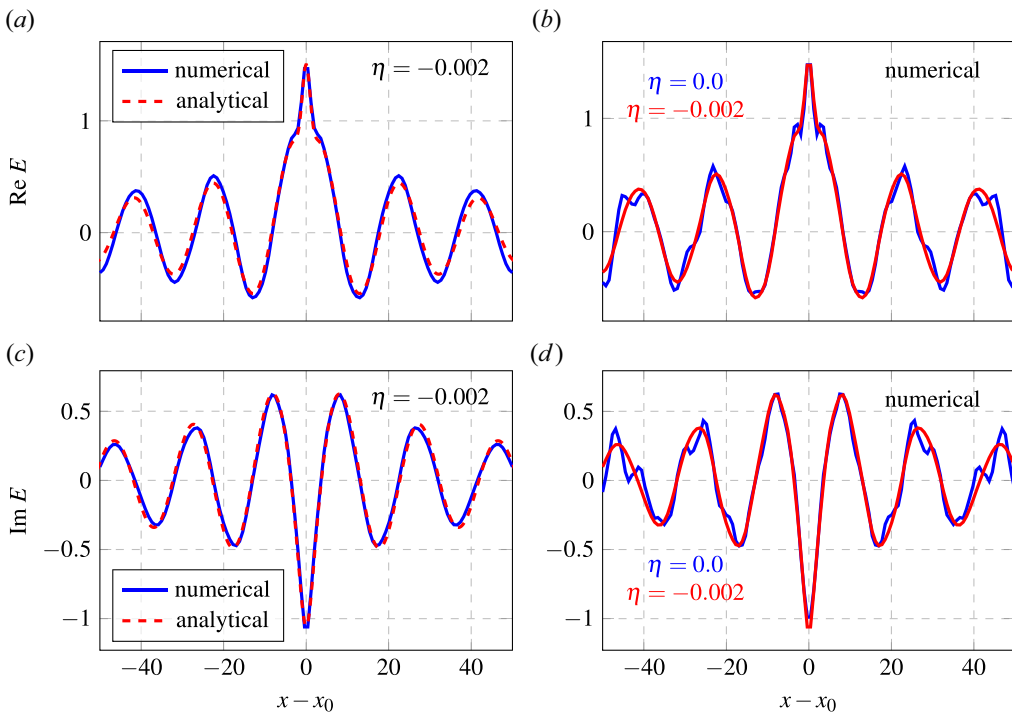 (a)
(b)
numerical
analytical
η = −0.002
numerical
η = 0.0
η = −0.002
1
0
Re E
1
0
(c)
(d)
η = −0.002
numerical
0.5
0
−0.5
−1
Im E
numerical
analytical
0.5
0
−0.5
−1
η = 0.0
η = −0.002
−40
−20
0
20
40
−40
−20
0
20
40
x − x0
x − x0